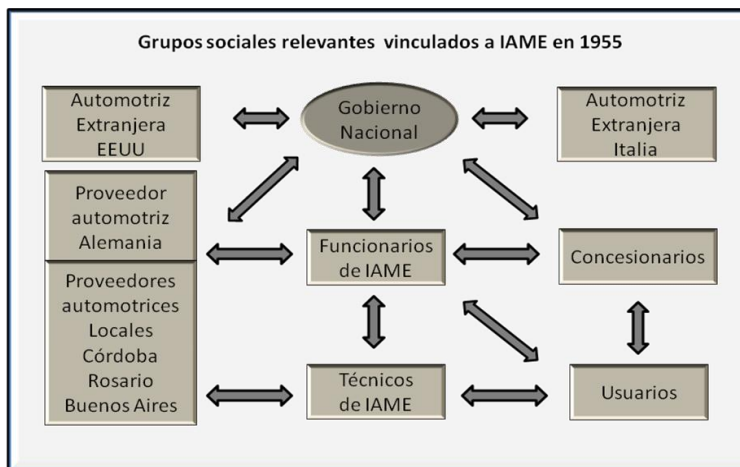 Grupos sociales relevantes vinculados a IAME en 1955
Automotriz
Extranjera
EEUU
Gobierno
Nacional
Automotriz
Extranjera
Italia
Proveedor
automotriz
Alemania
Funcionarios
de IAME
Concesionarios
Proveedores
automotrices
Locales
Córdoba
Rosario
Buenos Aires
Técnicos
de IAME
Usuarios